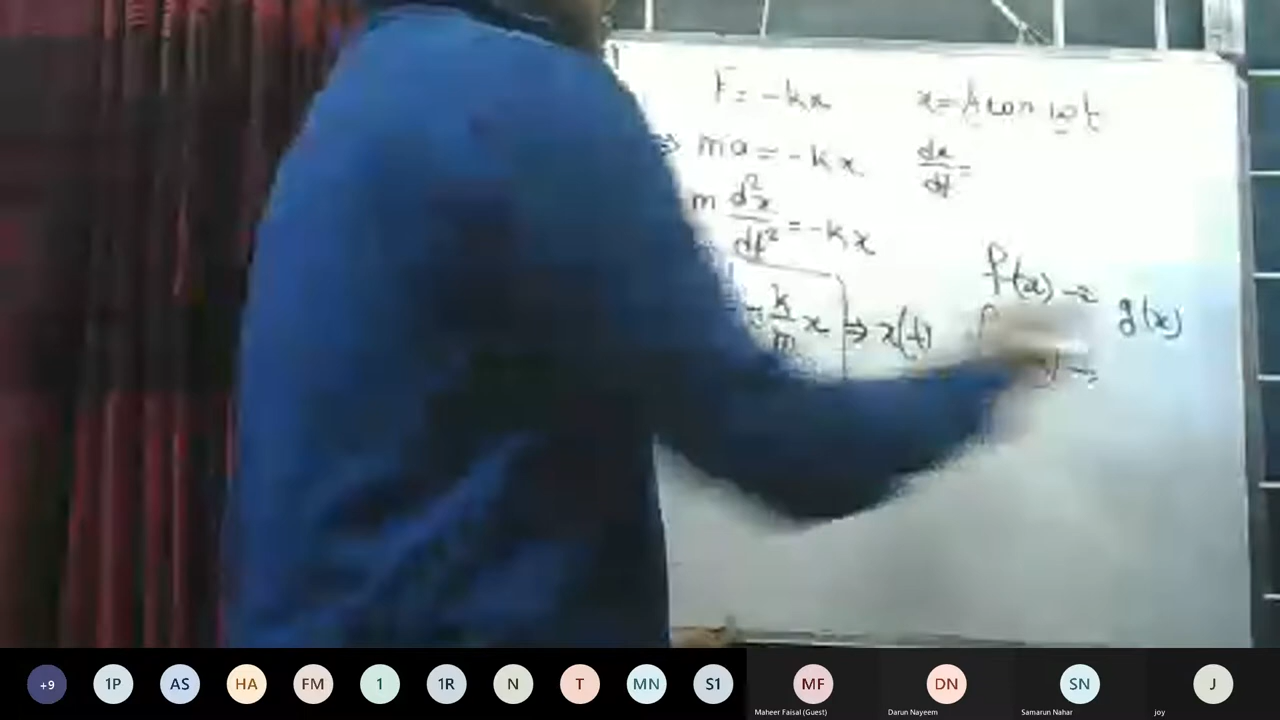 F = -kx
⇒ ma = -kx
m d²x/dt² = -kx
k/m x ⇒ x(t)
x = A cos ωt
dx/dt =
f(x) →
g(x)
+9
1P
AS
HA
FM
1
1R
N
T
MN
S1
MF
DN
SN
J
Maheer Faisal (Guest)
Darun Nayeem
Samarun Nahar
joy